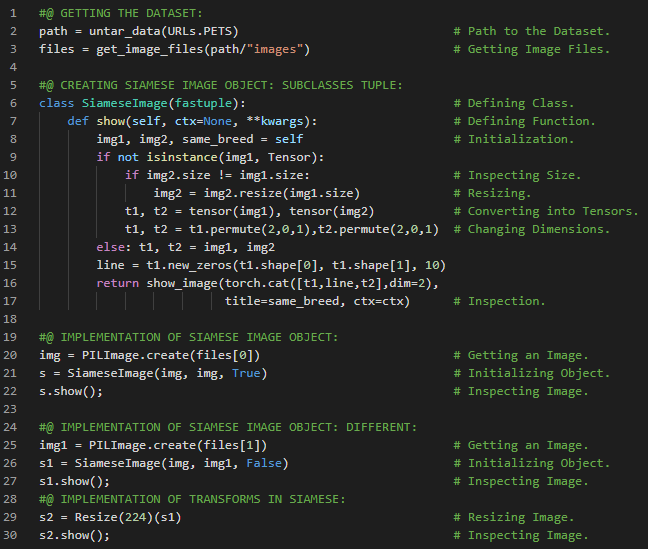 1 #@ GETTING THE DATASET:
2 path = untar_data(URLs.PETS) # Path to the Dataset.
3 files = get_image_files(path/"images") # Getting Image Files.
4
5 #@ CREATING SIAMESE IMAGE OBJECT: SUBCLASSES TUPLE:
6 class SiameseImage(fastuple): # Defining Class.
7 def show(self, ctx=None, **kwargs): # Defining Function.
8 img1, img2, same_breed = self # Initialization.
9 if not isinstance(img1, Tensor):
10 if img2.size != img1.size: # Inspecting Size.
11 img2 = img2.resize(img1.size) # Resizing.
12 t1, t2 = tensor(img1), tensor(img2) # Converting into Tensors.
13 t1, t2 = t1.permute(2,0,1),t2.permute(2,0,1) # Changing Dimensions.
14 else: t1, t2 = img1, img2
15 line = t1.new_zeros(t1.shape[0], t1.shape[1], 10)
16 return show_image(torch.cat([t1,line,t2],dim=2),
17 title=same_breed, ctx=ctx) # Inspection.
18
19 #@ IMPLEMENTATION OF SIAMESE IMAGE OBJECT:
20 img = PILImage.create(files[0]) # Getting an Image.
21 s = SiameseImage(img, img, True) # Initializing Object.
22 s.show(); # Inspecting Image.
23
24 #@ IMPLEMENTATION OF SIAMESE IMAGE OBJECT: DIFFERENT:
25 img1 = PILImage.create(files[1]) # Getting an Image.
26 s1 = SiameseImage(img, img1, False) # Initializing Object.
27 s1.show(); # Inspecting Image.
28 #@ IMPLEMENTATION OF TRANSFORMS IN SIAMESE:
29 s2 = Resize(224)(s1) # Resizing Image.
30 s2.show(); # Inspecting Image.